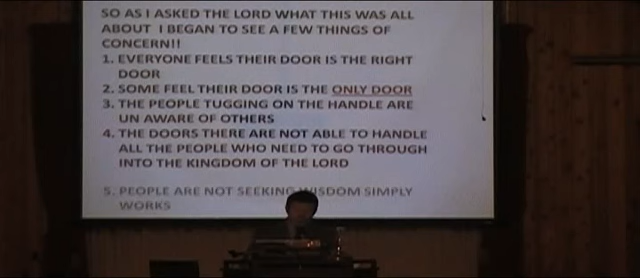 SO AS I ASKED THE LORD WHAT THIS WAS ALL
ABOUT I BEGAN TO SEE A FEW THINGS OF
CONCERN!!
1. EVERYONE FEELS THEIR DOOR IS THE RIGHT
DOOR
2. SOME FEEL THEIR DOOR IS THE ONLY DOOR
3. THE PEOPLE TUGGING ON THE HANDLE ARE
UN AWARE OF OTHERS
4. THE DOORS THERE ARE NOT ABLE TO HANDLE
ALL THE PEOPLE WHO NEED TO GO THROUGH
INTO THE KINGDOM OF THE LORD
5. PEOPLE ARE NOT SEEKING WISDOM SIMPLY
WORKS